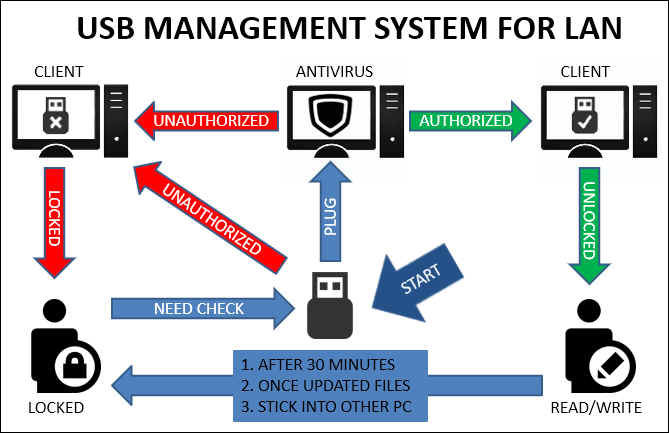 USB MANAGEMENT SYSTEM FOR LAN
CLIENT
ANTIVIRUS
CLIENT
UNAUTHORIZED
AUTHORIZED
LOCKED
UNAUTHORIZED
PLUG
UNLOCKED
START
NEED CHECK
1. AFTER 30 MINUTES
2. ONCE UPDATED FILES
3. STICK INTO OTHER PC
LOCKED
READ/WRITE